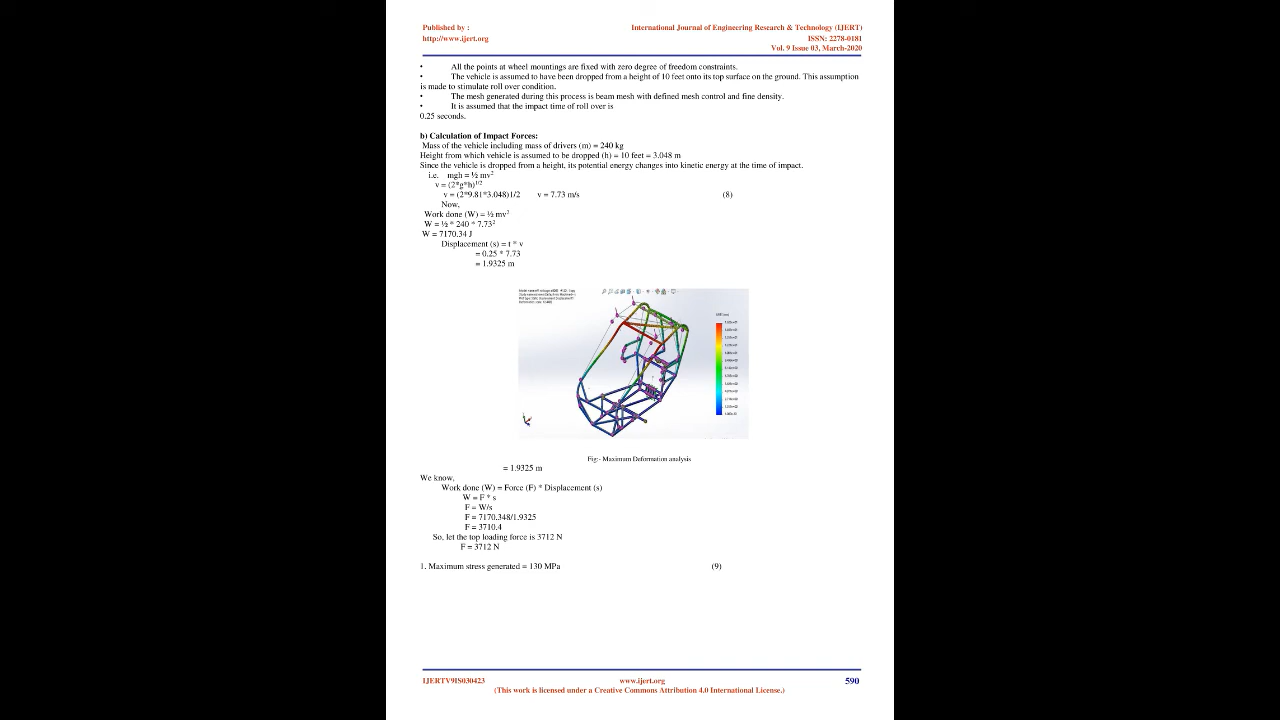 Published by :
International Journal of Engineering Research & Technology (IJERT)
http://www.ijert.org
ISSN: 2278-0181
Vol. 9 Issue 03, March-2020
• All the points at wheel mountings are fixed with zero degree of freedom constraints.
• The vehicle is assumed to have been dropped from a height of 10 feet onto its top surface on the ground. This assumption
is made to stimulate roll over condition.
• The mesh generated during this process is beam mesh with defined mesh control and fine density.
• It is assumed that the impact time of roll over is
0.25 seconds.
b) Calculation of Impact Forces:
Mass of the vehicle including mass of drivers (m) = 240 kg
Height from which vehicle is assumed to be dropped (h) = 10 feet = 3.048 m
Since the vehicle is dropped from a height, its potential energy changes into kinetic energy at the time of impact.
i.e. mgh = ½ mv²
v = (2*g*h)^1/2
v = (2*9.81*3.048)1/2 v = 7.73 m/s (8)
Now,
Work done (W) = ½ mv²
W = ½ * 240 * 7.73²
W = 7170.34 J
Displacement (s) = t * v
= 0.25 * 7.73
= 1.9325 m
Fig:- Maximum Deformation analysis
= 1.9325 m
We know,
Work done (W) = Force (F) * Displacement (s)
W = F * s
F = W/s
F = 7170.348/1.9325
F = 3710.4
So, let the top loading force is 3712 N
F = 3712 N
1. Maximum stress generated = 130 MPa (9)
IJERTV9IS030423
www.ijert.org
590
(This work is licensed under a Creative Commons Attribution 4.0 International License.)